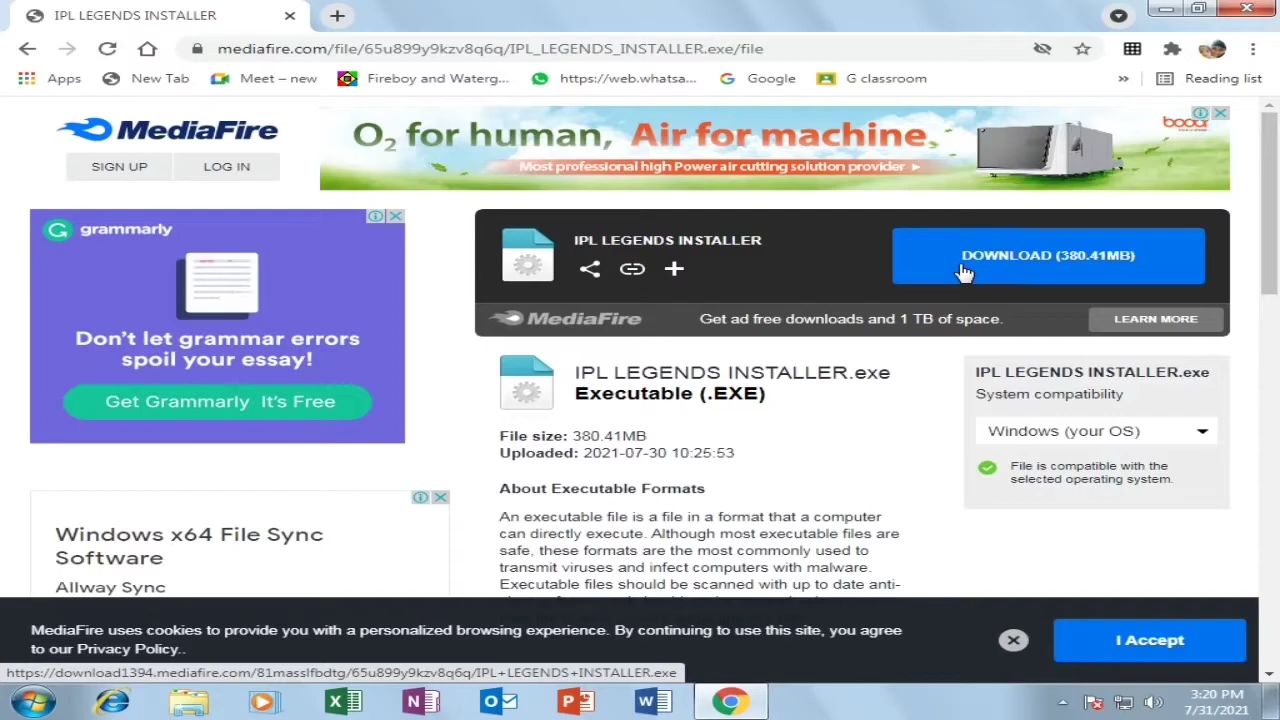 IPL LEGENDS INSTALLER
mediafire.com/file/65u899y9kzv8q6q/IPL_LEGENDS_INSTALLER.exe/file
Apps New Tab Meet – new Fireboy and Waterg... https://web.whatsa... Google G classroom » Reading list
MediaFire
SIGN UP LOG IN
O2 for human, Air for machine.
Most professional high Power air cutting solution provider ▸
grammarly
Don't let grammar errors
spoil your essay!
Get Grammarly It's Free
IPL LEGENDS INSTALLER
DOWNLOAD (380.41MB)
MediaFire Get ad free downloads and 1 TB of space. LEARN MORE
IPL LEGENDS INSTALLER.exe
Executable (.EXE)
File size: 380.41MB
Uploaded: 2021-07-30 10:25:53
About Executable Formats
An executable file is a file in a format that a computer
can directly execute. Although most executable files are
safe, these formats are the most commonly used to
transmit viruses and infect computers with malware.
Executable files should be scanned with up to date anti-
IPL LEGENDS INSTALLER.exe
System compatibility
Windows (your OS)
File is compatible with the
selected operating system.
Windows x64 File Sync
Software
Allway Sync
MediaFire uses cookies to provide you with a personalized browsing experience. By continuing to use this site, you agree
to our Privacy Policy..
I Accept
https://download1394.mediafire.com/81masslfbdtg/65u899y9kzv8q6q/IPL+LEGENDS+INSTALLER.exe
3:20 PM
7/31/2021